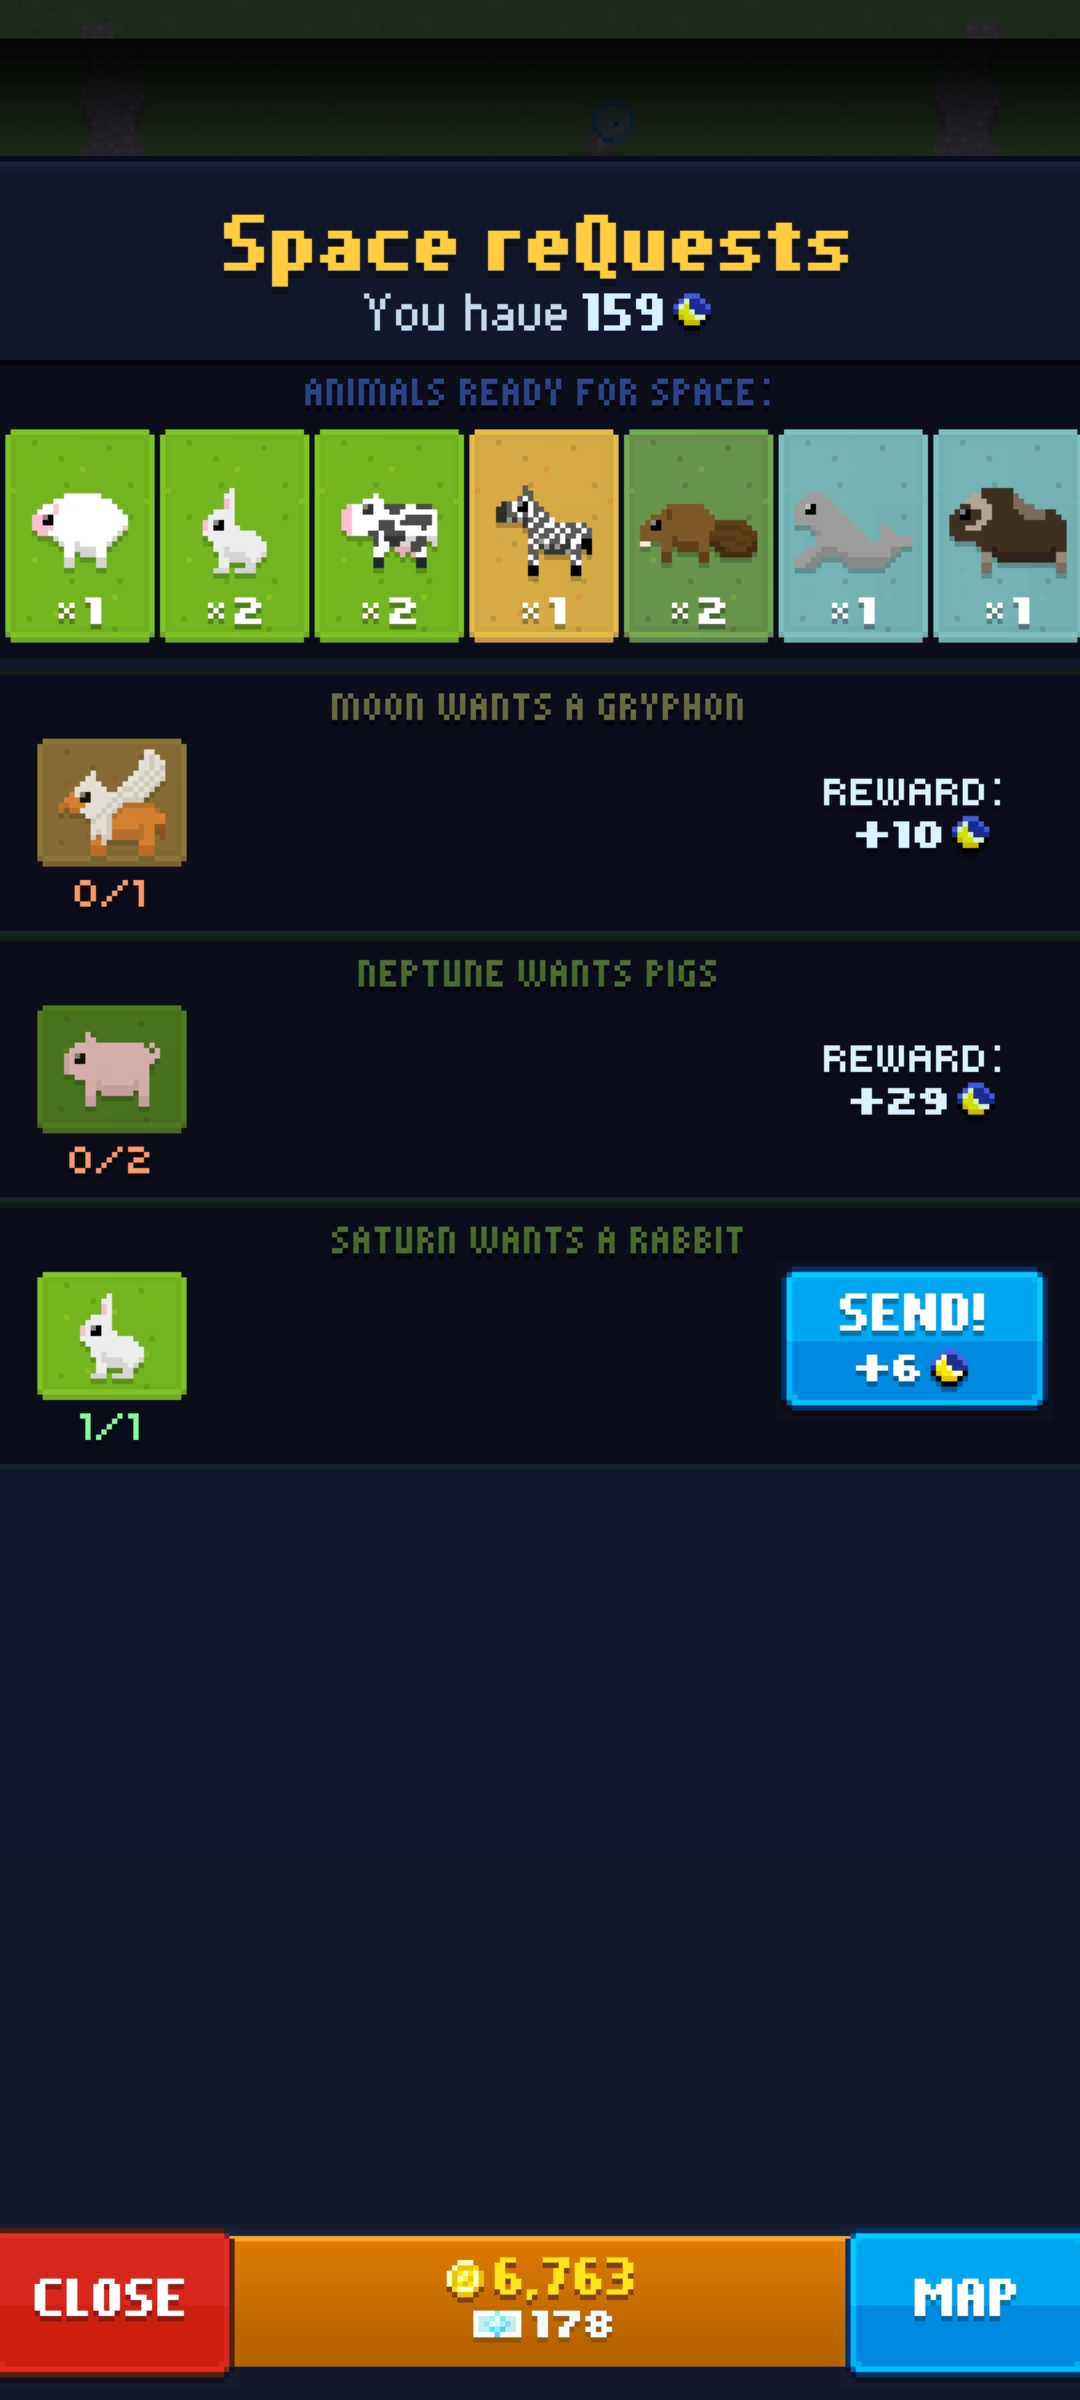 Space reQuests
You have 159
ANIMALS READY FOR SPACE:
×1 ×2 ×2 ×1 ×2 ×1 ×1
MOON WANTS A GRYPHON
REWARD:
+10
0/1
NEPTUNE WANTS PIGS
REWARD:
+29
0/2
SATURN WANTS A RABBIT
SEND!
+6
1/1
CLOSE
6,763
178
MAP